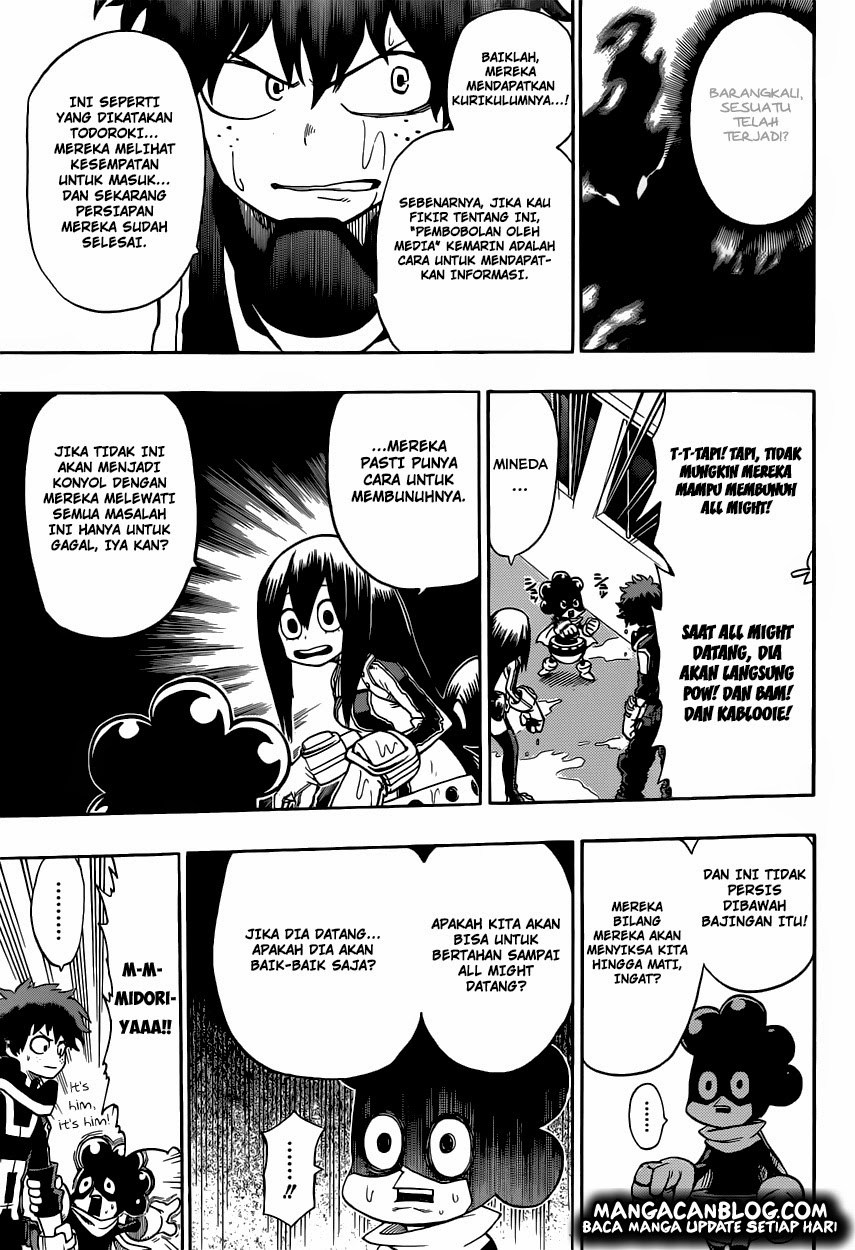 BARANGKALI,
SESUATU
TELAH
TERJADI?
BAIKLAH,
MEREKA
MENDAPATKAN
KURIKULUMNYA...!
SEBENARNYA, JIKA KAU
FIKIR TENTANG INI,
"PEMBOBOLAN OLEH
MEDIA" KEMARIN ADALAH
CARA UNTUK MENDAPAT-
KAN INFORMASI.
INI SEPERTI
YANG DIKATAKAN
TODOROKI...
MEREKA MELIHAT
KESEMPATAN
UNTUK MASUK...
DAN SEKARANG
PERSIAPAN
MEREKA SUDAH
SELESAI.
T-T-TAPI! TAPI, TIDAK
MUNGKIN MEREKA
MAMPU MEMBUNUH
ALL MIGHT!
SAAT ALL MIGHT
DATANG, DIA
AKAN LANGSUNG
POW! DAN BAM!
DAN KABLOOIE!
MINEDA
...
...MEREKA
PASTI PUNYA
CARA UNTUK
MEMBUNUHNYA.
JIKA TIDAK INI
AKAN MENJADI
KONYOL DENGAN
MEREKA MELEWATI
SEMUA MASALAH
INI HANYA UNTUK
GAGAL, IYA KAN?
DAN INI TIDAK
PERSIS
DIBAWAH
BAJINGAN ITU!
MEREKA
BILANG
MEREKA AKAN
MENYIKSA KITA
HINGGA MATI,
INGAT?
......
APAKAH KITA AKAN
BISA UNTUK
BERTAHAN SAMPAI
ALL MIGHT
DATANG?
JIKA DIA DATANG...
APAKAH DIA AKAN
BAIK-BAIK SAJA?
......!!
M-M-
MIDORI-
YAAA!!
......
It's
him,
it's him!
MANGACANBLOG.COM
BACA MANGA UPDATE SETIAP HARI